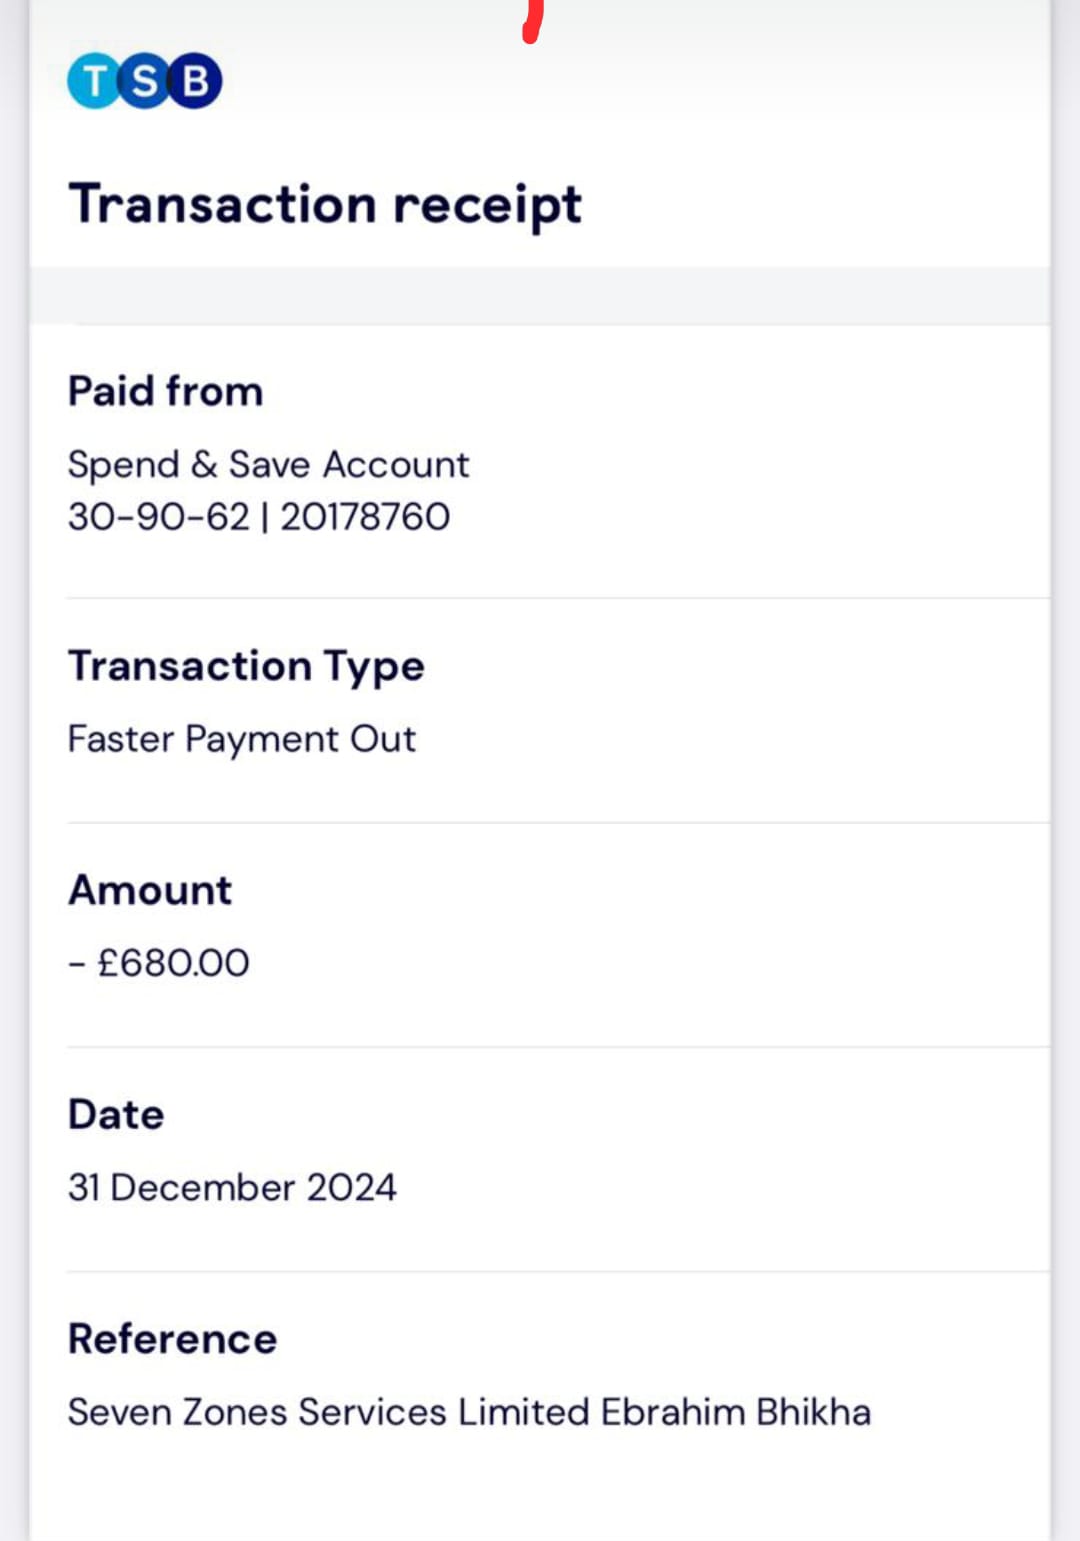 TSB
Transaction receipt
Paid from
Spend & Save Account
30-90-62 | 20178760
Transaction Type
Faster Payment Out
Amount
- £680.00
Date
31 December 2024
Reference
Seven Zones Services Limited Ebrahim Bhikha